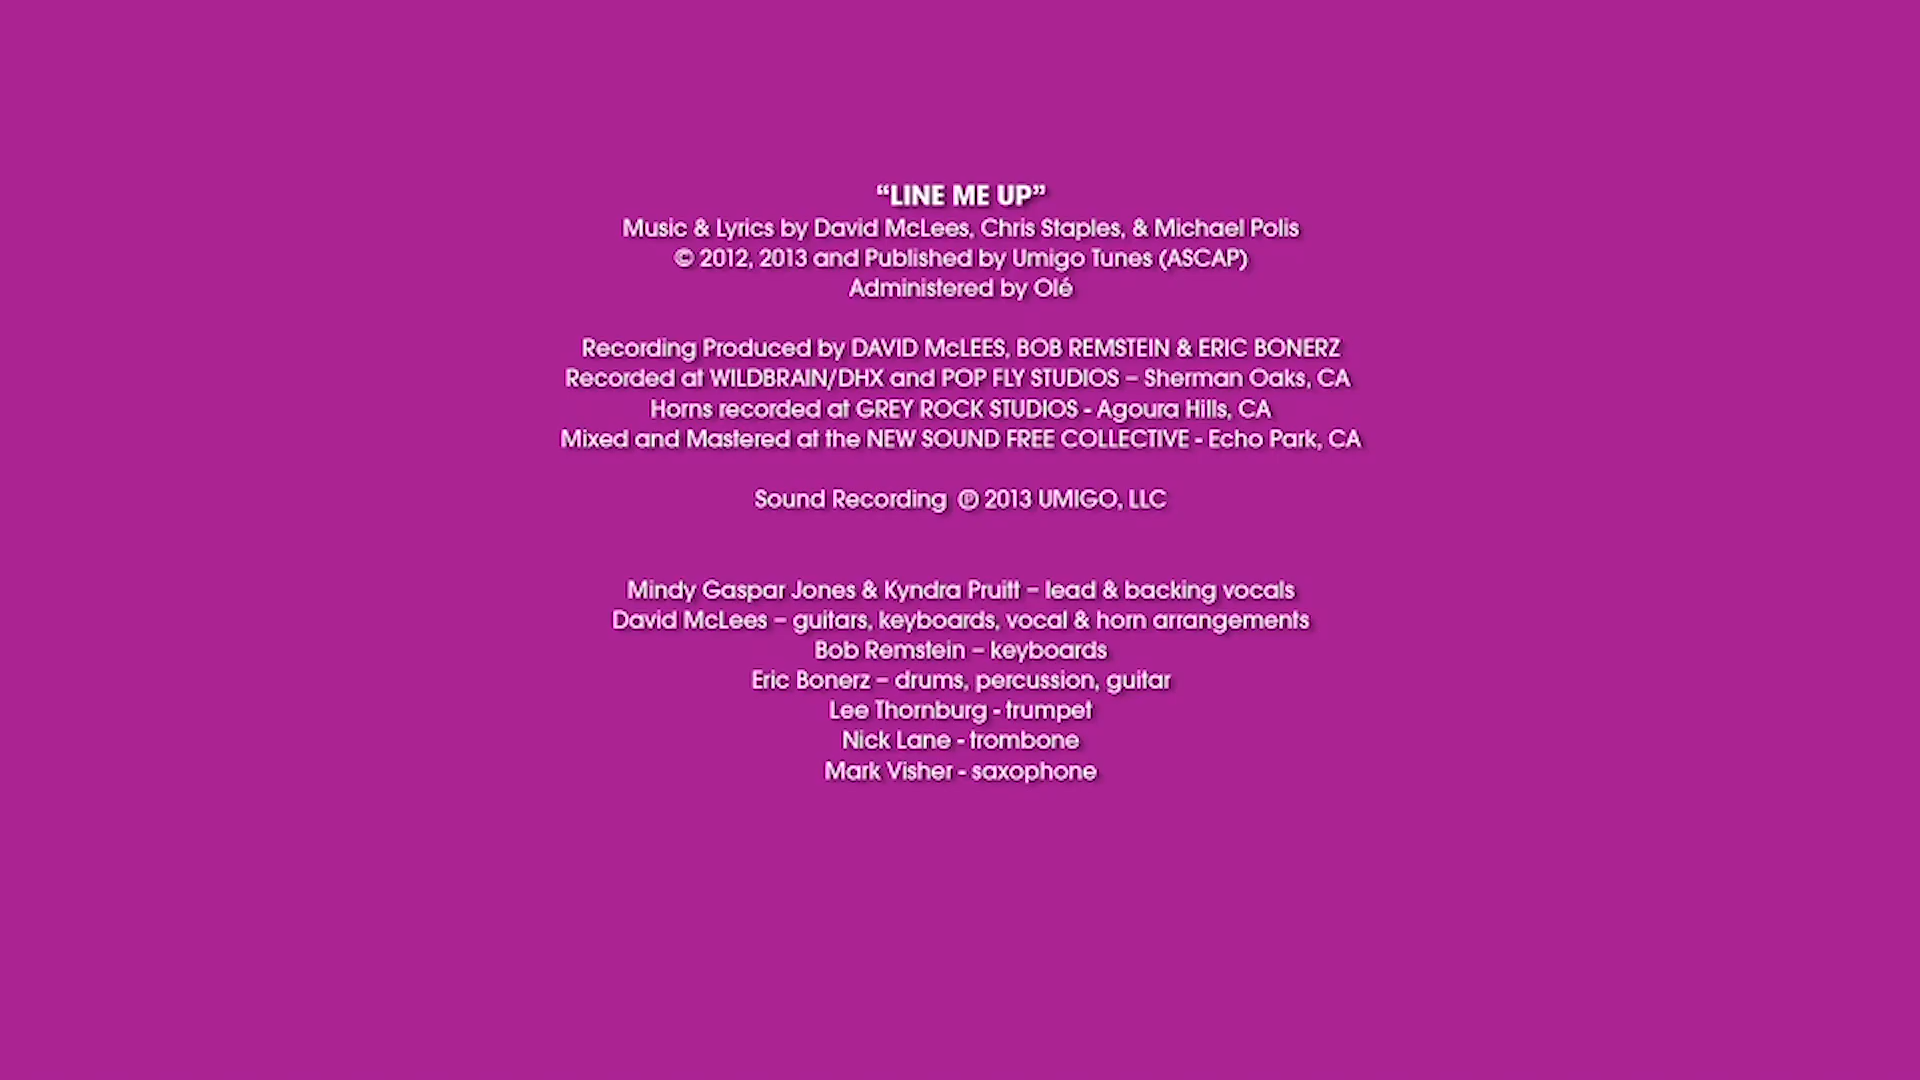 “LINE ME UP”
Music & Lyrics by David McLees, Chris Staples, & Michael Polis
© 2012, 2013 and Published by Umigo Tunes (ASCAP)
Administered by Olé
Recording Produced by DAVID McLEES, BOB REMSTEIN & ERIC BONERZ
Recorded at WILDBRAIN/DHX and POP FLY STUDIOS – Sherman Oaks, CA
Horns recorded at GREY ROCK STUDIOS - Agoura Hills, CA
Mixed and Mastered at the NEW SOUND FREE COLLECTIVE - Echo Park, CA
Sound Recording ℗ 2013 UMIGO, LLC
Mindy Gaspar Jones & Kyndra Pruitt – lead & backing vocals
David McLees – guitars, keyboards, vocal & horn arrangements
Bob Remstein – keyboards
Eric Bonerz – drums, percussion, guitar
Lee Thornburg - trumpet
Nick Lane - trombone
Mark Visher - saxophone